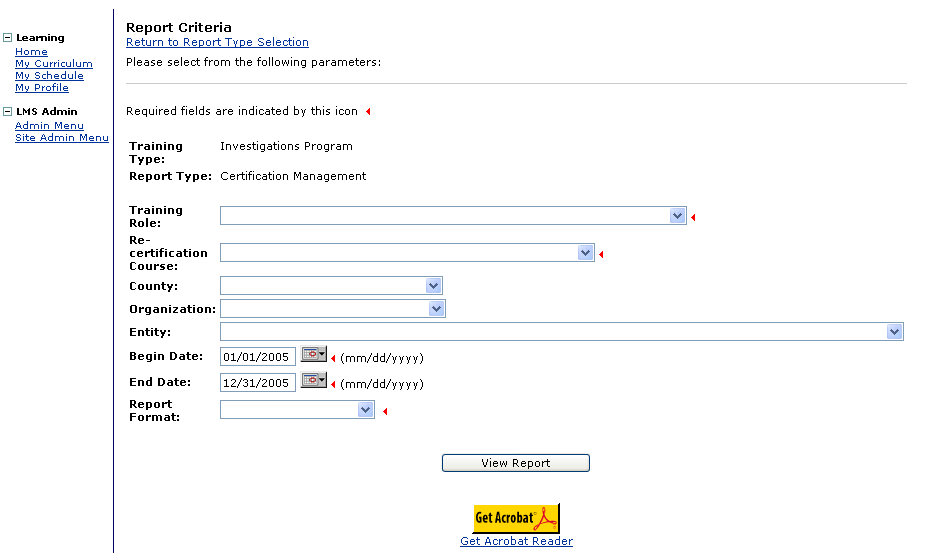 Learning
Home
My Curriculum
My Schedule
My Profile
LMS Admin
Admin Menu
Site Admin Menu
Report Criteria
Return to Report Type Selection
Please select from the following parameters:
Required fields are indicated by this icon
Training
Type:
Investigations Program
Report Type: Certification Management
Training
Role:
Re-
certification
Course:
County:
Organization:
Entity:
Begin Date: 01/01/2005 (mm/dd/yyyy)
End Date: 12/31/2005 (mm/dd/yyyy)
Report
Format:
View Report
Get Acrobat
Get Acrobat Reader